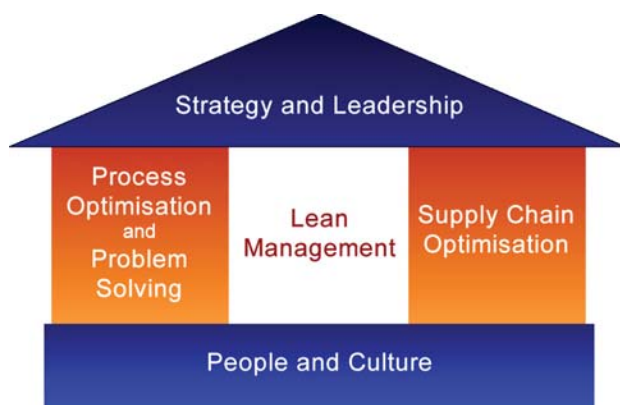 Strategy and Leadership
Process
Optimisation
and
Problem
Solving
Lean
Management
Supply Chain
Optimisation
People and Culture